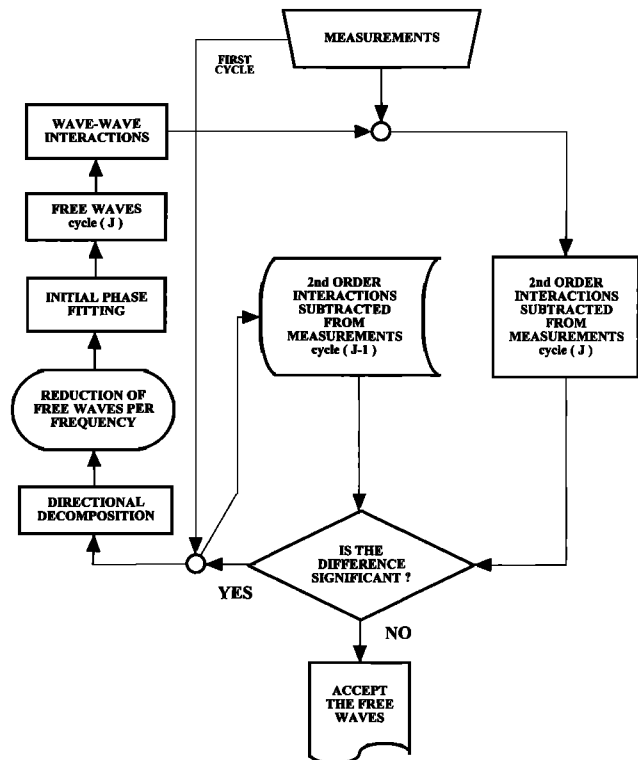 MEASUREMENTS
FIRST
CYCLE
WAVE-WAVE
INTERACTIONS
FREE WAVES
cycle ( J )
INITIAL PHASE
FITTING
REDUCTION OF
FREE WAVES PER
FREQUENCY
DIRECTIONAL
DECOMPOSITION
2nd ORDER
INTERACTIONS
SUBTRACTED
FROM
MEASUREMENTS
cycle ( J-1 )
2nd ORDER
INTERACTIONS
SUBTRACTED
FROM
MEASUREMENTS
cycle ( J )
IS THE
DIFFERENCE
SIGNIFICANT ?
YES
NO
ACCEPT
THE FREE
WAVES